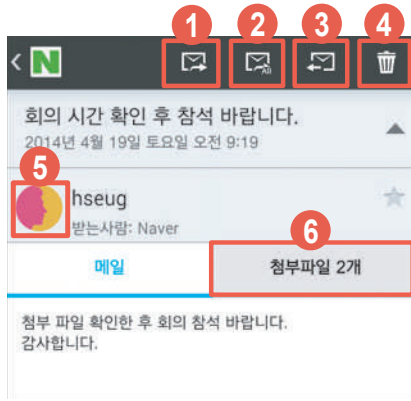 1 2 3 4
< N
회의 시간 확인 후 참석 바랍니다.
2014년 4월 19일 토요일 오전 9:19
5
hseug
받는사람: Naver
6
메일 첨부파일 2개
첨부 파일 확인한 후 회의 참석 바랍니다.
감사합니다.